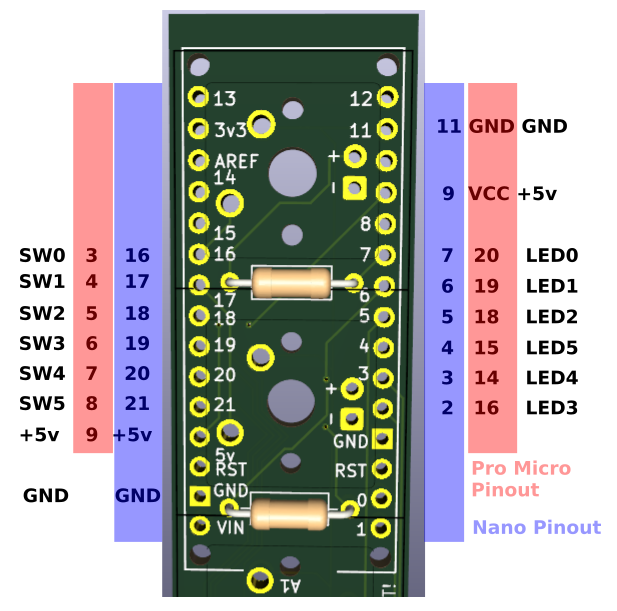 13 12
3v3 11
11 GND GND
AREF +
14 -
9 VCC +5v
15 8
SW0 3 16 16 7 7 20 LED0
SW1 4 17 17 6 6 19 LED1
SW2 5 18 18 5 5 18 LED2
SW3 6 19 19 4 4 15 LED5
SW4 7 20 20 3 3 14 LED4
+
SW5 8 21 21 2 16 LED3
-
+5v 9 +5v GND
5v
RST RST
Pro Micro
Pinout
GND GND GND 0
VIN 1 Nano Pinout
A1